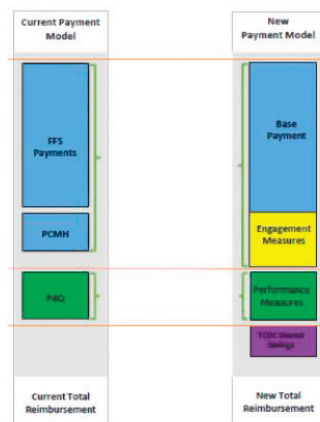 Current Payment
Model
FFS
Payments
PCMH
P4Q
Current Total
Reimbursement
New
Payment Model
Base
Payment
Engagement
Measures
Performance
Measures
TCOC Shared
Savings
New Total
Reimbursement